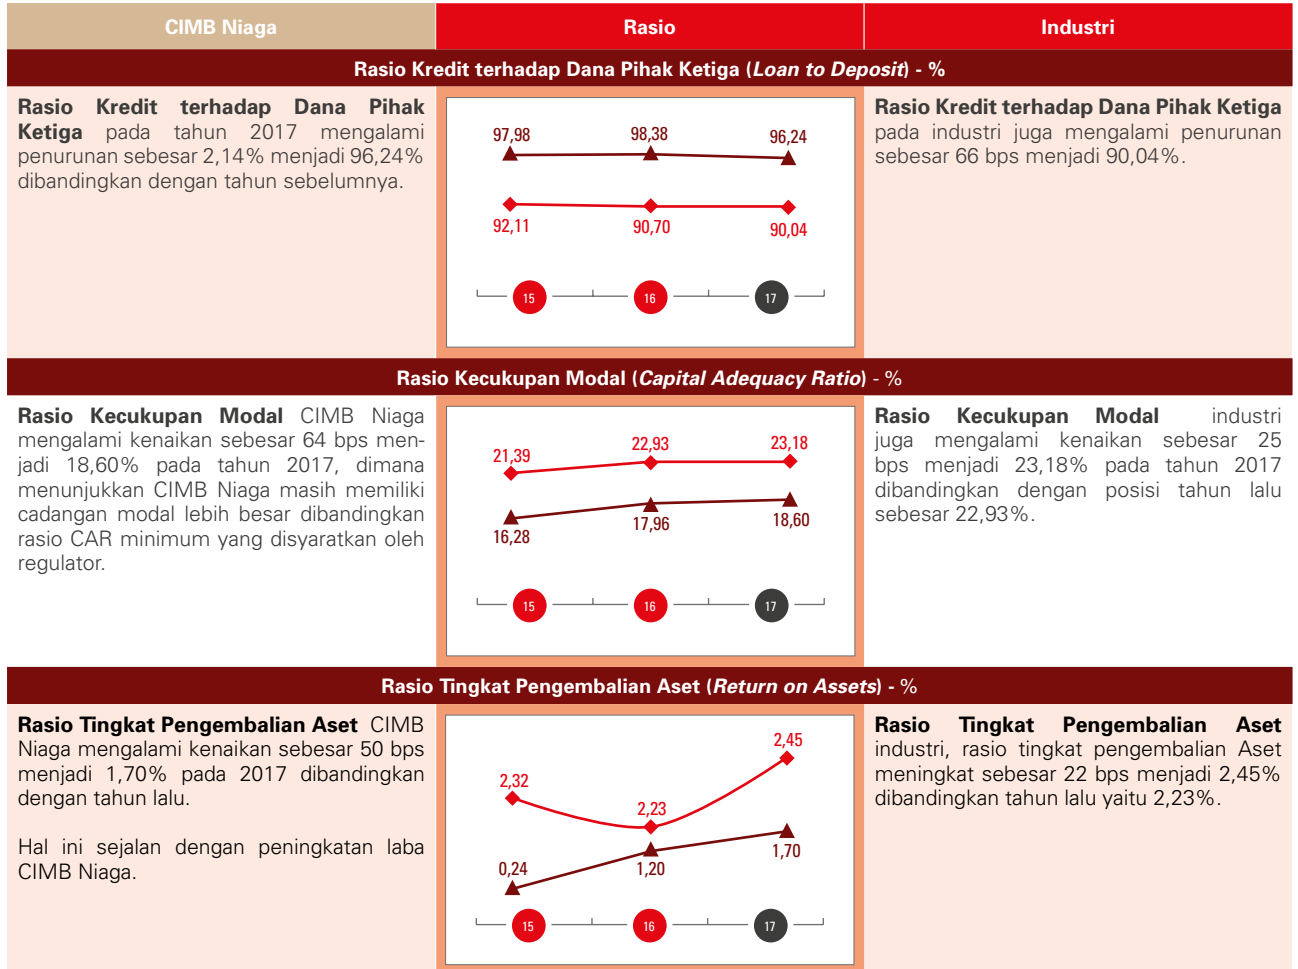 CIMB Niaga
Rasio
Industri
Rasio Kredit terhadap Dana Pihak Ketiga (Loan to Deposit) - %
Rasio Kredit terhadap Dana Pihak
Ketiga pada tahun 2017 mengalami
penurunan sebesar 2,14% menjadi 96,24%
dibandingkan dengan tahun sebelumnya.
97,98
98,38
96,24
92,11
90,70
90,04
15
16
17
Rasio Kredit terhadap Dana Pihak Ketiga
pada industri juga mengalami penurunan
sebesar 66 bps menjadi 90,04%.
Rasio Kecukupan Modal (Capital Adequacy Ratio) - %
Rasio Kecukupan Modal CIMB Niaga
mengalami kenaikan sebesar 64 bps men-
jadi 18,60% pada tahun 2017, dimana
menunjukkan CIMB Niaga masih memiliki
cadangan modal lebih besar dibandingkan
rasio CAR minimum yang disyaratkan oleh
regulator.
21,39
22,93
23,18
16,28
17,96
18,60
15
16
17
Rasio Kecukupan Modal industri
juga mengalami kenaikan sebesar 25
bps menjadi 23,18% pada tahun 2017
dibandingkan dengan posisi tahun lalu
sebesar 22,93%.
Rasio Tingkat Pengembalian Aset (Return on Assets) - %
Rasio Tingkat Pengembalian Aset CIMB
Niaga mengalami kenaikan sebesar 50 bps
menjadi 1,70% pada 2017 dibandingkan
dengan tahun lalu.
Hal ini sejalan dengan peningkatan laba
CIMB Niaga.
2,32
2,23
2,45
0,24
1,20
1,70
15
16
17
Rasio Tingkat Pengembalian Aset
industri, rasio tingkat pengembalian Aset
meningkat sebesar 22 bps menjadi 2,45%
dibandingkan tahun lalu yaitu 2,23%.